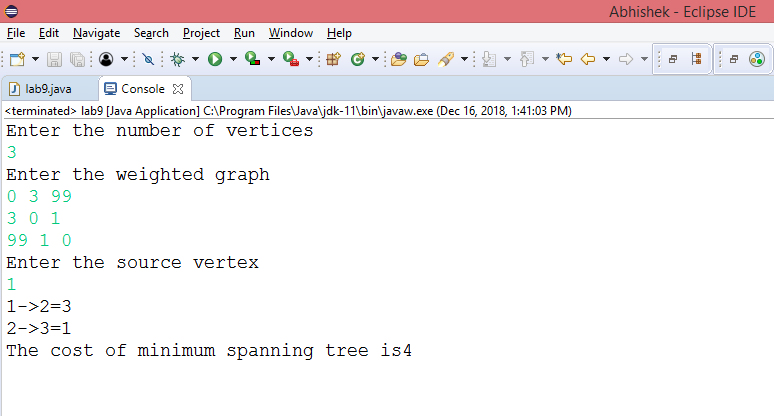 Abhishek - Eclipse IDE
File Edit Navigate Search Project Run Window Help
lab9.java Console
<terminated> lab9 [Java Application] C:\Program Files\Java\jdk-11\bin\javaw.exe (Dec 16, 2018, 1:41:03 PM)
Enter the number of vertices
3
Enter the weighted graph
0 3 99
3 0 1
99 1 0
Enter the source vertex
1
1->2=3
2->3=1
The cost of minimum spanning tree is4